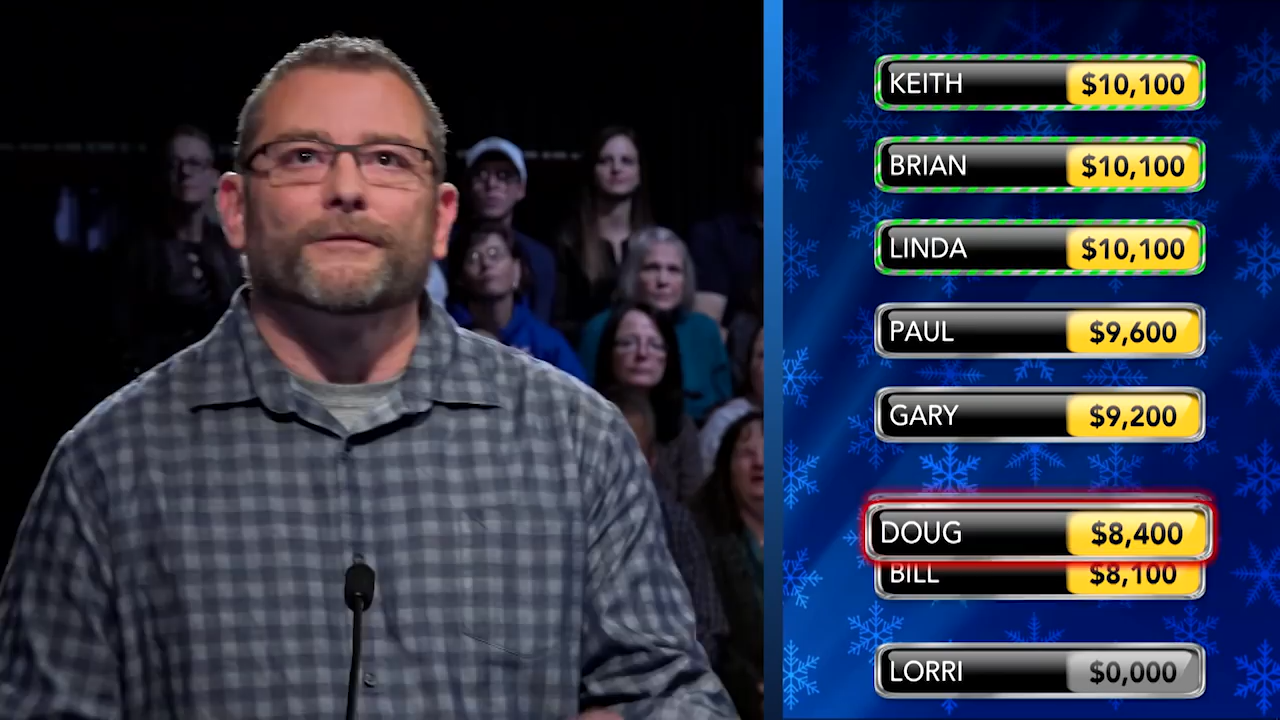 KEITH $10,100
BRIAN $10,100
LINDA $10,100
PAUL $9,600
GARY $9,200
DOUG $8,400
BILL $8,100
LORRI $0,000